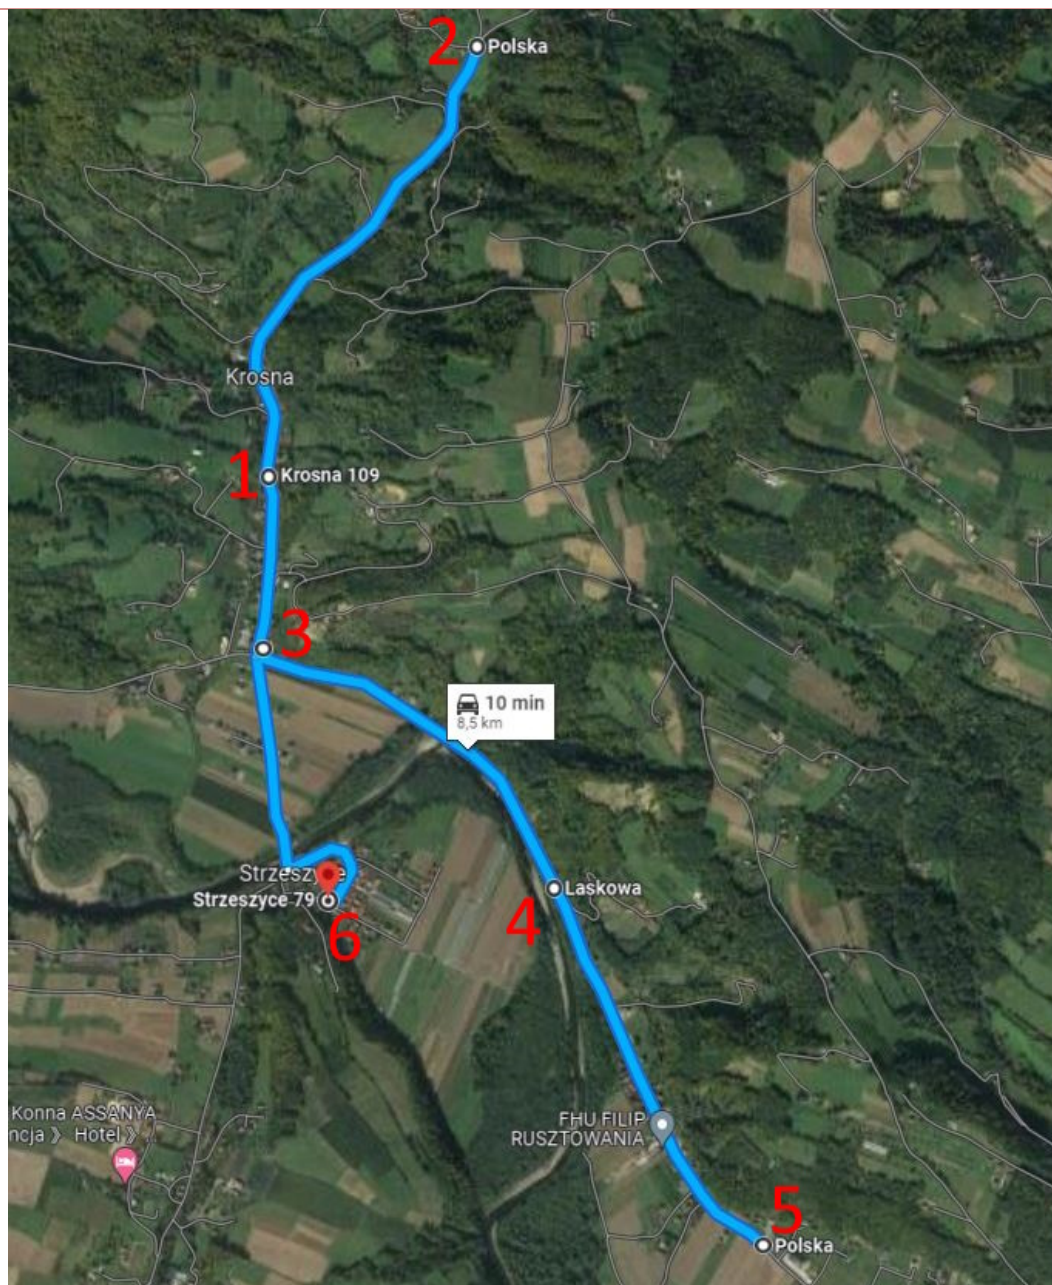 2
Polska
Krosna
1
Krosna 109
3
10 min
8,5 km
Strzeszyce
Laskowa
Strzeszyce 79
6
4
Konna ASSANYA
ncja 》 Hotel 》
FHU FILIP
RUSZTOWANIA
5
Polska